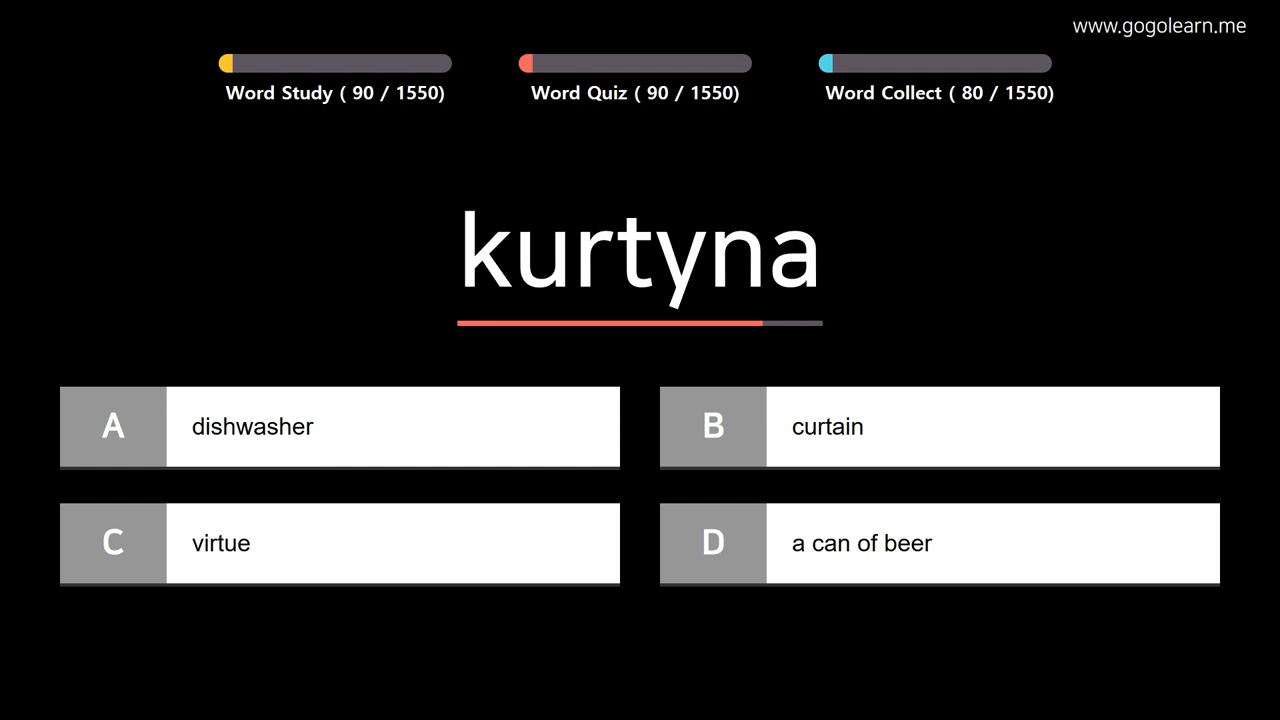 www.gogolearn.me
Word Study ( 90 / 1550)
Word Quiz ( 90 / 1550)
Word Collect ( 80 / 1550)
kurtyna
A dishwasher
B curtain
C virtue
D a can of beer